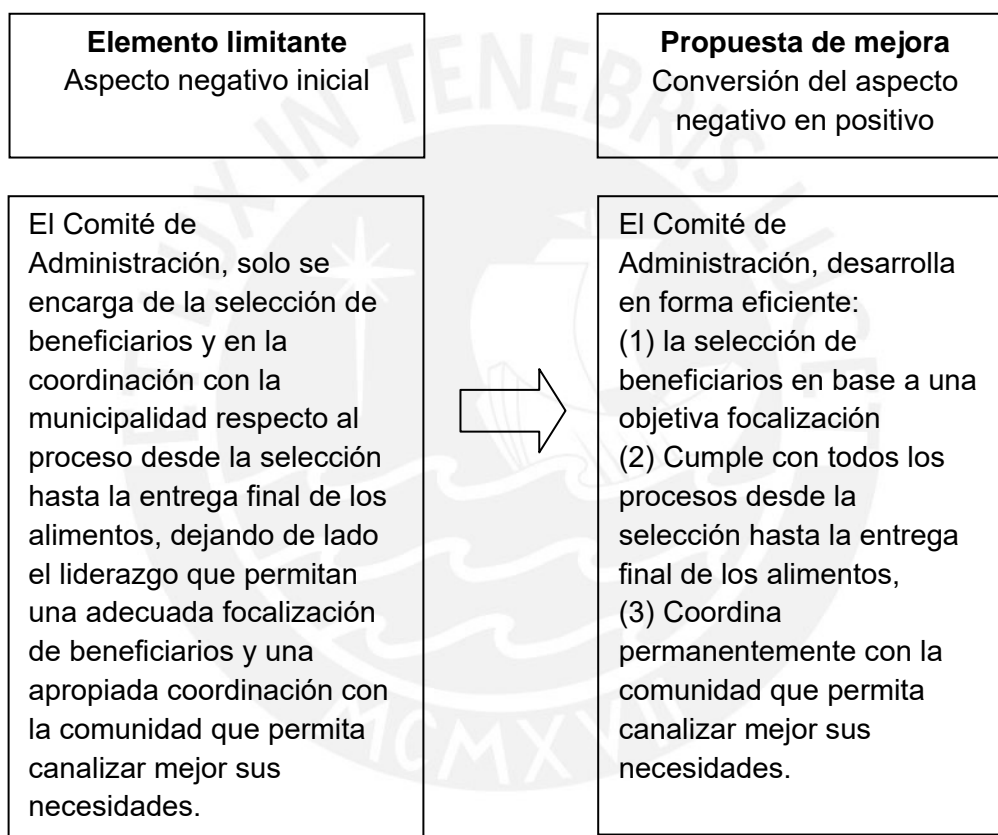 Elemento limitante
Aspecto negativo inicial
Propuesta de mejora
Conversión del aspecto
negativo en positivo
El Comité de
Administración, solo se
encarga de la selección de
beneficiarios y en la
coordinación con la
municipalidad respecto al
proceso desde la selección
hasta la entrega final de los
alimentos, dejando de lado
el liderazgo que permitan
una adecuada focalización
de beneficiarios y una
apropiada coordinación con
la comunidad que permita
canalizar mejor sus
necesidades.
El Comité de
Administración, desarrolla
en forma eficiente:
(1) la selección de
beneficiarios en base a una
objetiva focalización
(2) Cumple con todos los
procesos desde la
selección hasta la entrega
final de los alimentos,
(3) Coordina
permanentemente con la
comunidad que permita
canalizar mejor sus
necesidades.